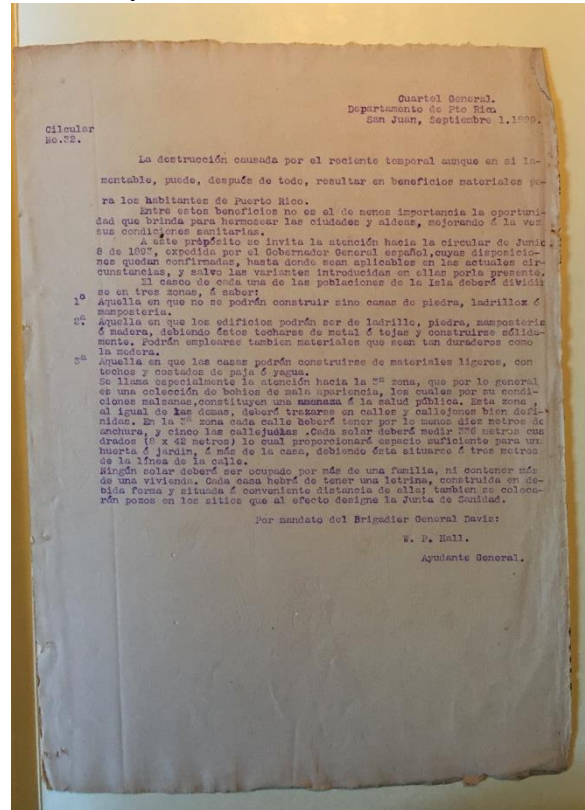 Cuartel General.
Departamento de Pto Rico
San Juan, Septiembre 1.1899.
Cilcular
No.32.
La destrucción causada por el reciente temporal aunque en si la-
mentable, puede, después de todo, resultar en beneficios materiales pa-
ra los habitantes de Puerto Rico.
Entre estos beneficios no es el de menos importancia la oportuni-
dad que brinda para hermosear las ciudades y aldeas, mejorando á la vez
sus condiciones sanitarias.
A este própósito se invita la atención hacia la circular de Junio
8 de 1893, expedida por el Gobernador General español,cuyas disposicio-
nes quedan confirmadas, hasta donde sean aplicables en las actuales cir-
cunstancias, y salvo las variantes introducidas en ellas porla presente.
El casco de cada una de las poblaciones de la Isla deberá dividir
se en tres zonas, á saber:
1ª Aquella en que no se podrán construir sino casas de piedra, ladrillox ó
mamposteria.
2ª Aquella en que los edificios podrán ser de ladrillo, piedra, mamposteria
ó madera, debiendo éstos techarse de metal ó tejas y construirse sólida-
mente. Podrán emplearse tambien materiales que sean tan duraderos como
la madera.
3ª Aquella en que las casas podrán construirse de materiales ligeros, con
techos y costados de paja ó yagua.
Se llama especialmente la atención hacia la 3ª zona, que por lo general
es una colección de bohios de mala apariencia, los cuales por su condi-
ciones malsanas,constituyen una amenaza á la salud pública. Esta zona ,
al igual de las demas, deberá trazarse en calles y callejones bien defi-
nidas. En la 3ª zona cada calle heberá tener por lo menos diez metros de
anchura, y cinco las callejuelas .Cada solar deberá medir 336 metros cua
drados (8 x 42 metros) lo cual proporcionará espacio suficiente para una
huerta ó jardin, á más de la casa, debiendo ésta situarse á tres metros
de la línea de la calle.
Ningún solar deberá ser ocupado por más de una familia, ni contener más
de una vivienda. Cada casa hebrá de tener una letrina, construida en de-
bida forma y situada á conveniente distancia de ella; tambien se coloca-
rán pozos en los sitios que al efecto designe la Junta de Sanidad.
Por mandato del Brigadier General Davis:
W. P. Hall.
Ayudante General.